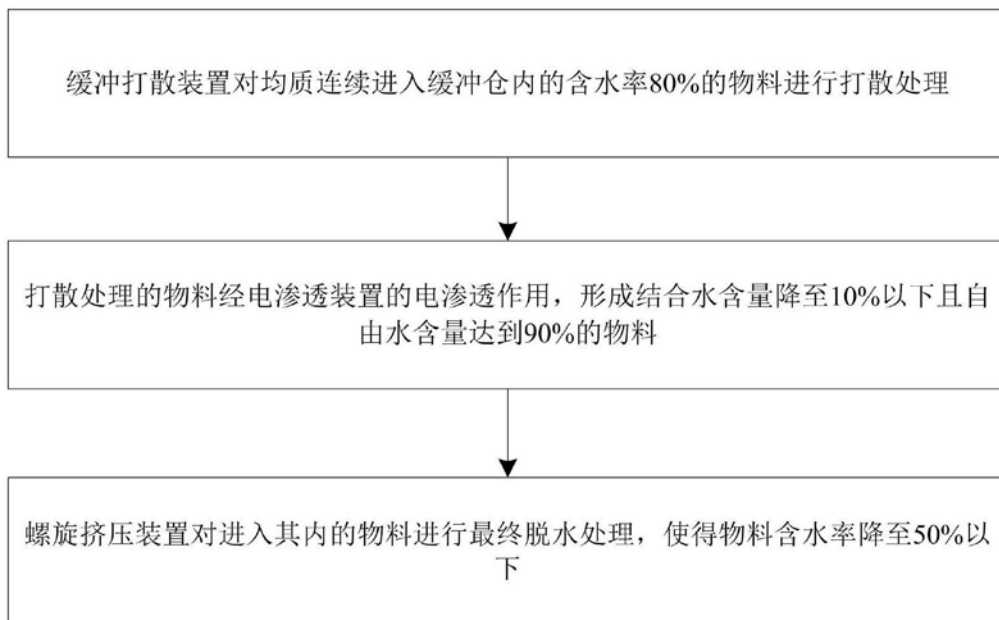 缓冲打散装置对均质连续进入缓冲仓内的含水率80%的物料进行打散处理
打散处理的物料经电渗透装置的电渗透作用，形成结合水含量降至10%以下且自
由水含量达到90%的物料
螺旋挤压装置对进入其内的物料进行最终脱水处理，使得物料含水率降至50%以
下